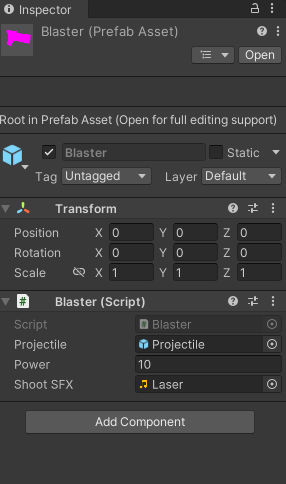 Inspector
Blaster (Prefab Asset)
Open
Root in Prefab Asset (Open for full editing support)
Blaster Static
Tag Untagged Layer Default
Transform
Position X 0 Y 0 Z 0
Rotation X 0 Y 0 Z 0
Scale X 1 Y 1 Z 1
# Blaster (Script)
Script # Blaster
Projectile Projectile
Power 10
Shoot SFX Laser
Add Component